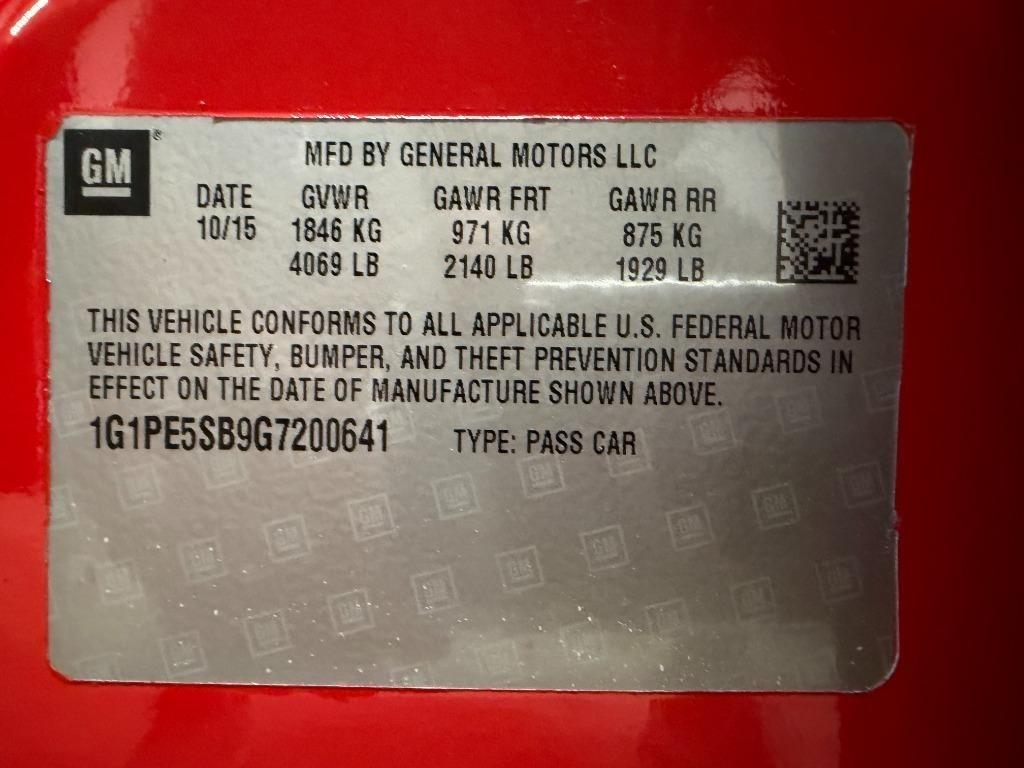 GM ®
MFD BY GENERAL MOTORS LLC
DATE GVWR GAWR FRT GAWR RR
10/15 1846 KG 971 KG 875 KG
4069 LB 2140 LB 1929 LB
THIS VEHICLE CONFORMS TO ALL APPLICABLE U.S. FEDERAL MOTOR
VEHICLE SAFETY, BUMPER, AND THEFT PREVENTION STANDARDS IN
EFFECT ON THE DATE OF MANUFACTURE SHOWN ABOVE.
1G1PE5SB9G7200641 TYPE: PASS CAR